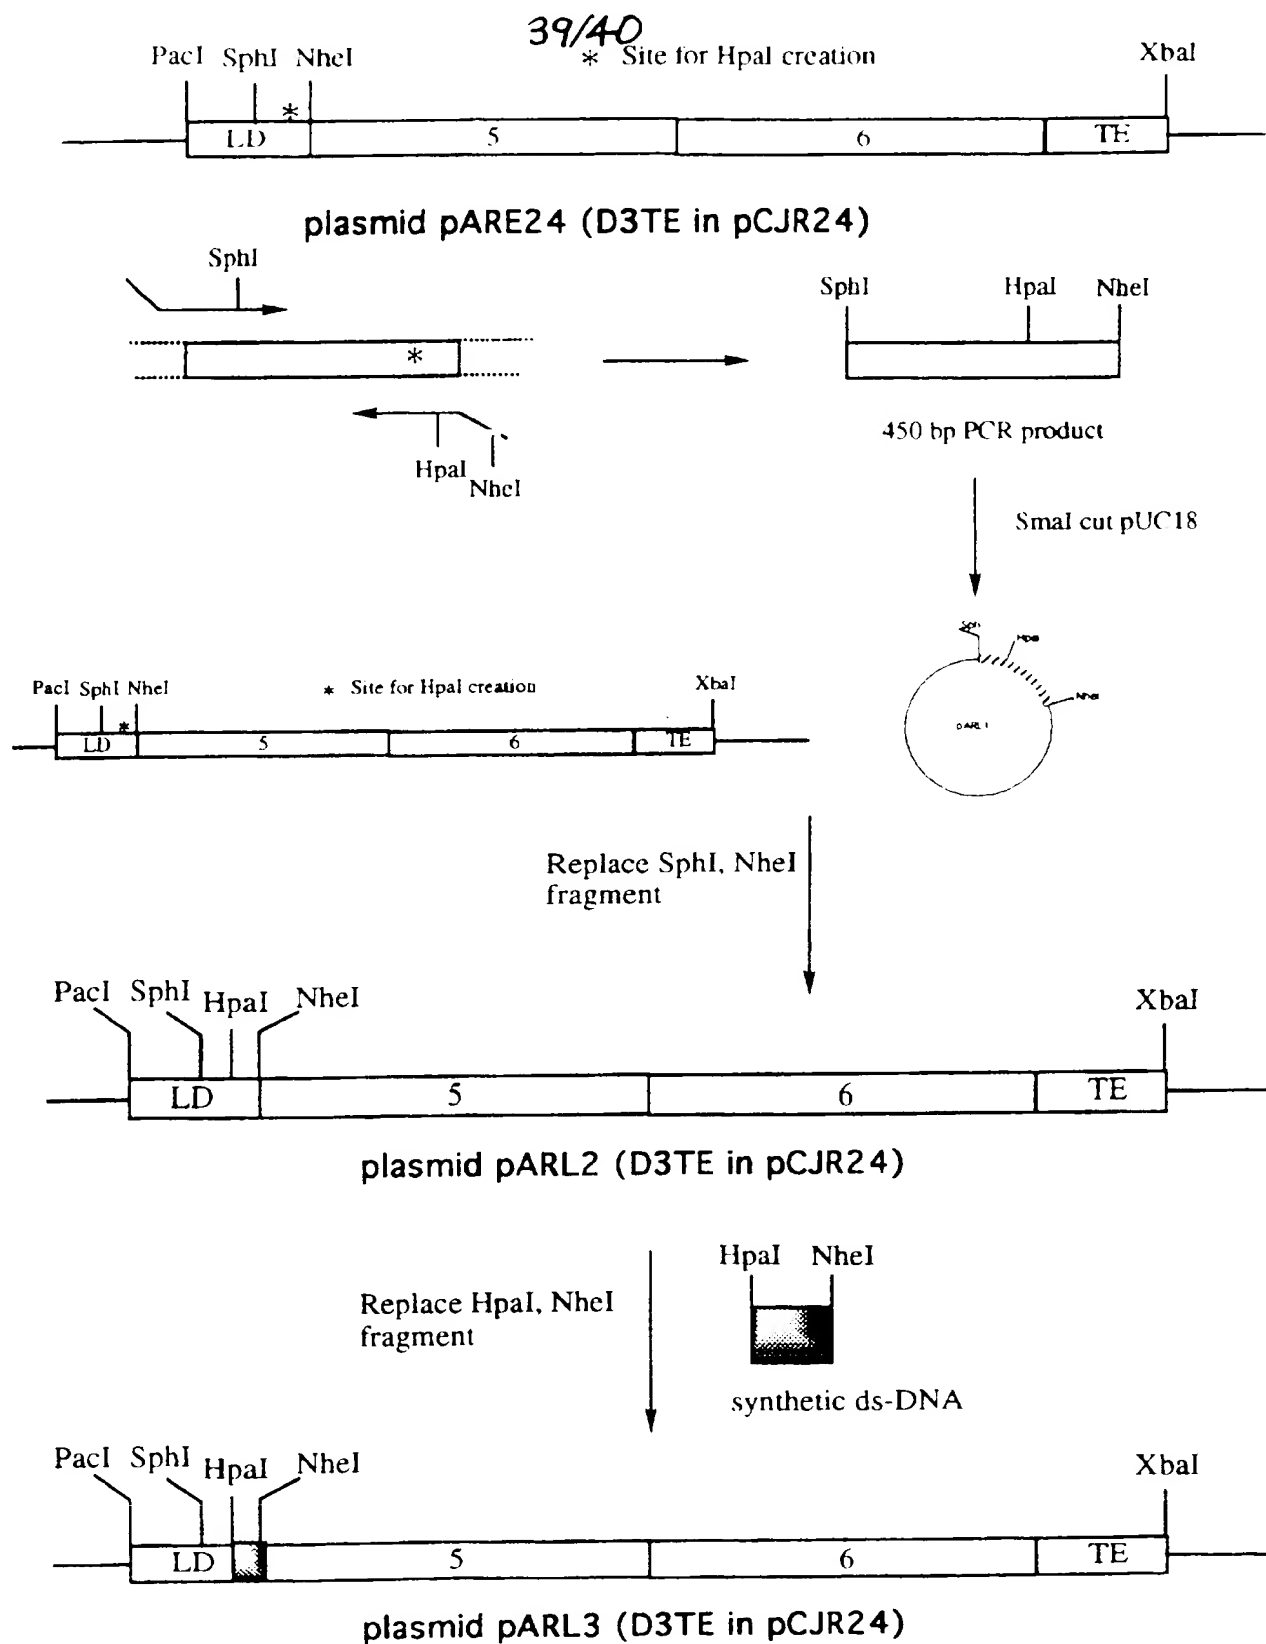 39/40
* Site for HpaI creation
PacI SphI NheI XbaI
*
LD 5 6 TE
plasmid pARE24 (D3TE in pCJR24)
SphI
SphI HpaI NheI
*
HpaI
NheI
450 bp PCR product
SmaI cut pUC18
Sph
Hpa
Nhe
pARL1
PacI SphI NheI * Site for HpaI creation XbaI
*
LD 5 6 TE
Replace SphI, NheI
fragment
PacI SphI HpaI NheI XbaI
LD 5 6 TE
plasmid pARL2 (D3TE in pCJR24)
HpaI NheI
Replace HpaI, NheI
fragment
synthetic ds-DNA
PacI SphI HpaI NheI XbaI
LD 5 6 TE
plasmid pARL3 (D3TE in pCJR24)